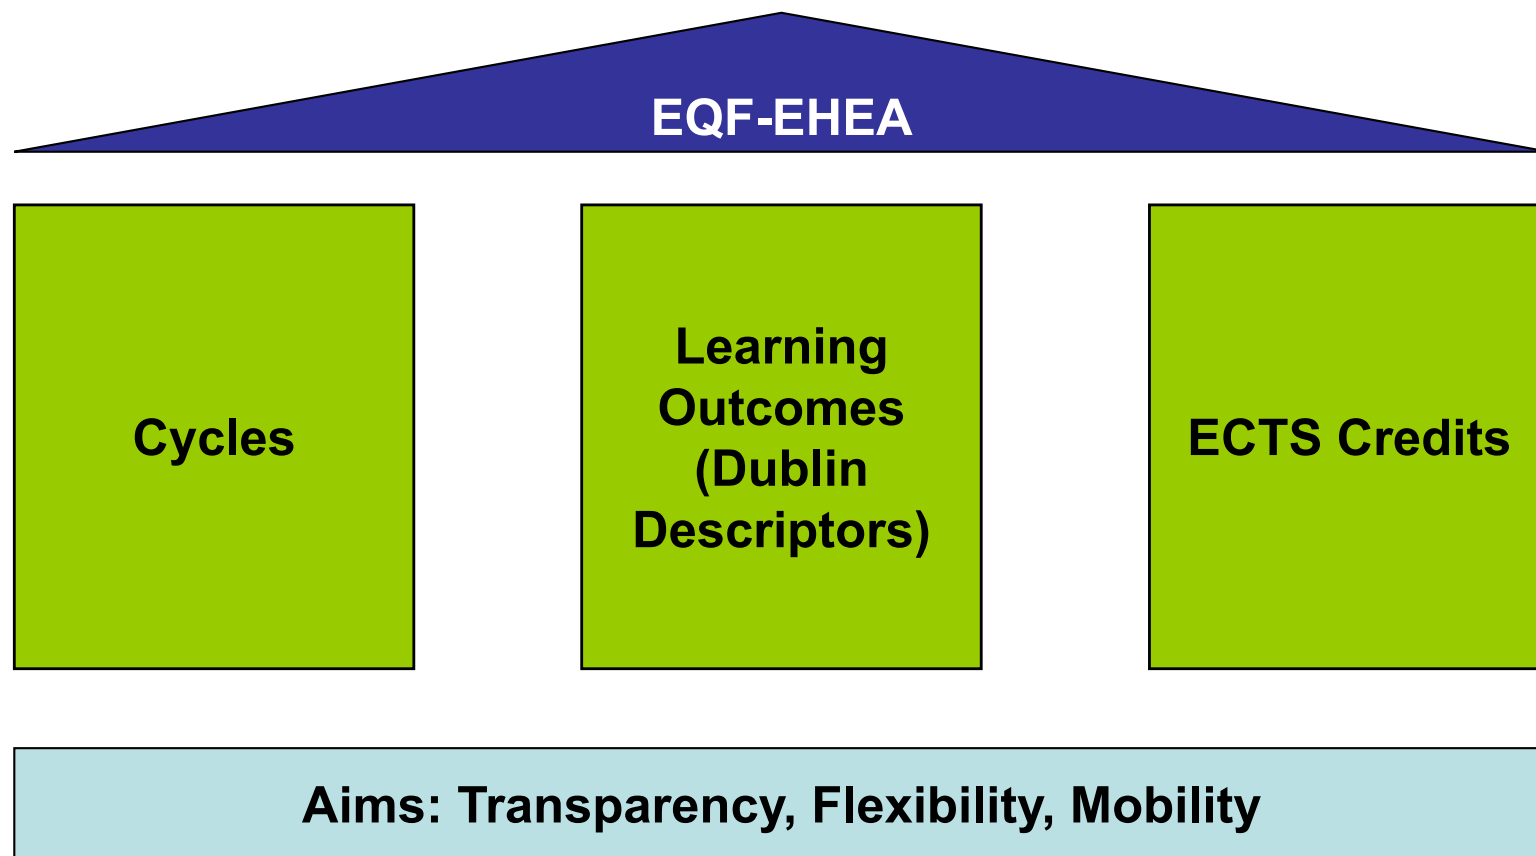 EQF-EHEA
Cycles
Learning
Outcomes
(Dublin
Descriptors)
ECTS Credits
Aims: Transparency, Flexibility, Mobility